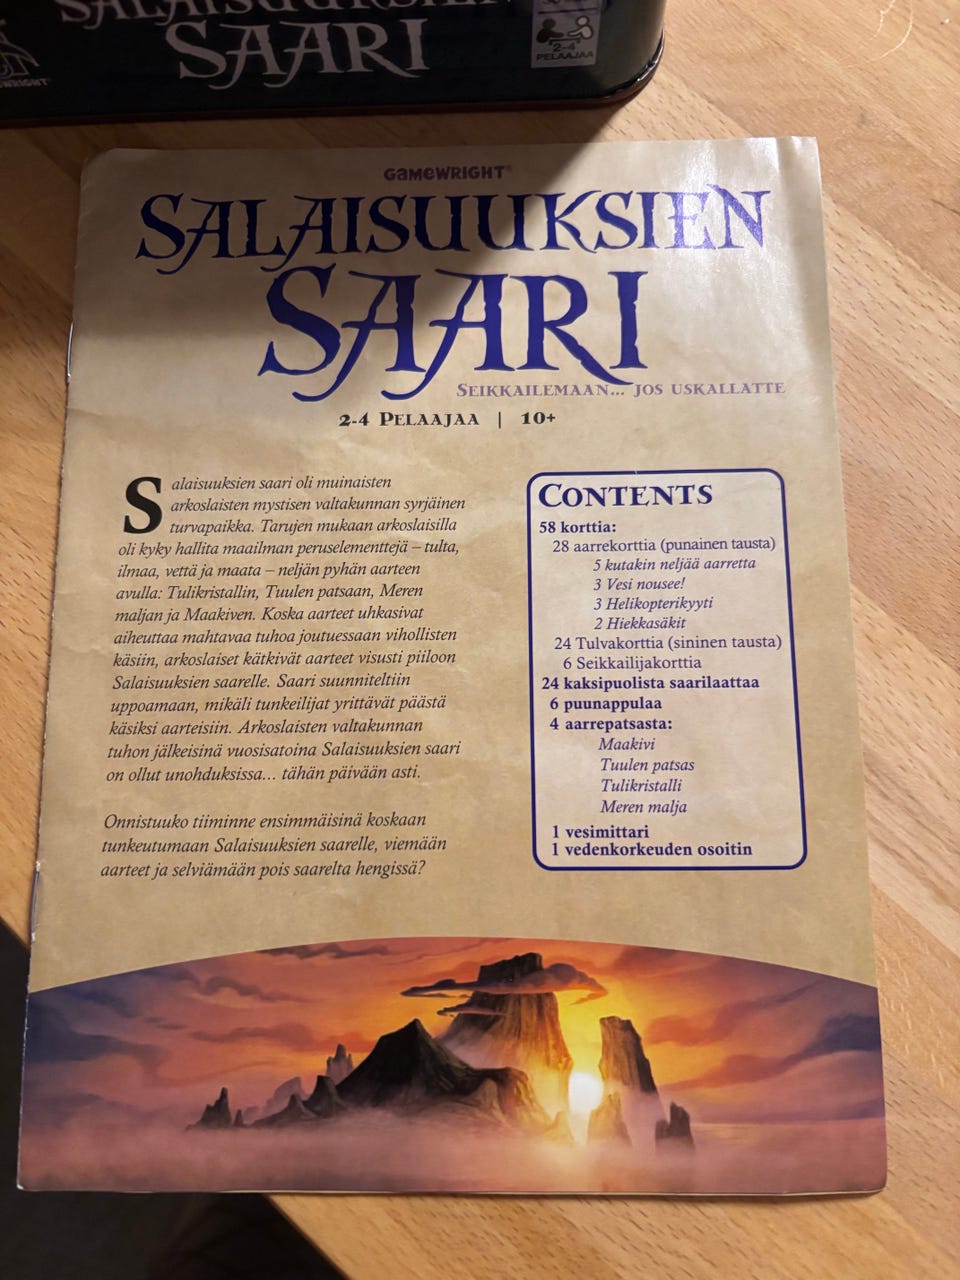 SALAISUUKSIEN
SAARI
2-4
PELAAJAA
GAMEWRIGHT®
SALAISUUKSIEN
SAARI
SEIKKAILEMAAN... JOS USKALLATTE
2-4 PELAAJAA | 10+
Salaisuuksien saari oli muinaisten
arkoslaisten mystisen valtakunnan syrjäinen
turvapaikka. Tarujen mukaan arkoslaisilla
oli kyky hallita maailman peruselementtejä – tulta,
ilmaa, vettä ja maata – neljän pyhän aarteen
avulla: Tulikristallin, Tuulen patsaan, Meren
maljan ja Maakiven. Koska aarteet uhkasivat
aiheuttaa mahtavaa tuhoa joutuessaan vihollisten
käsiin, arkoslaiset kätkivät aarteet visusti piiloon
Salaisuuksien saarelle. Saari suunniteltiin
uppoamaan, mikäli tunkeilijat yrittävät päästä
käsiksi aarteisiin. Arkoslaisten valtakunnan
tuhon jälkeisinä vuosisatoina Salaisuuksien saari
on ollut unohduksissa... tähän päivään asti.
Onnistuuko tiiminne ensimmäisinä koskaan
tunkeutumaan Salaisuuksien saarelle, viemään
aarteet ja selviämään pois saarelta hengissä?
CONTENTS
58 korttia:
28 aarrekorttia (punainen tausta)
5 kutakin neljää aarretta
3 Vesi nousee!
3 Helikopterikyyti
2 Hiekkasäkit
24 Tulvakorttia (sininen tausta)
6 Seikkailijakorttia
24 kaksipuolista saarilaattaa
6 puunappulaa
4 aarrepatsasta:
Maakivi
Tuulen patsas
Tulikristalli
Meren malja
1 vesimittari
1 vedenkorkeuden osoitin